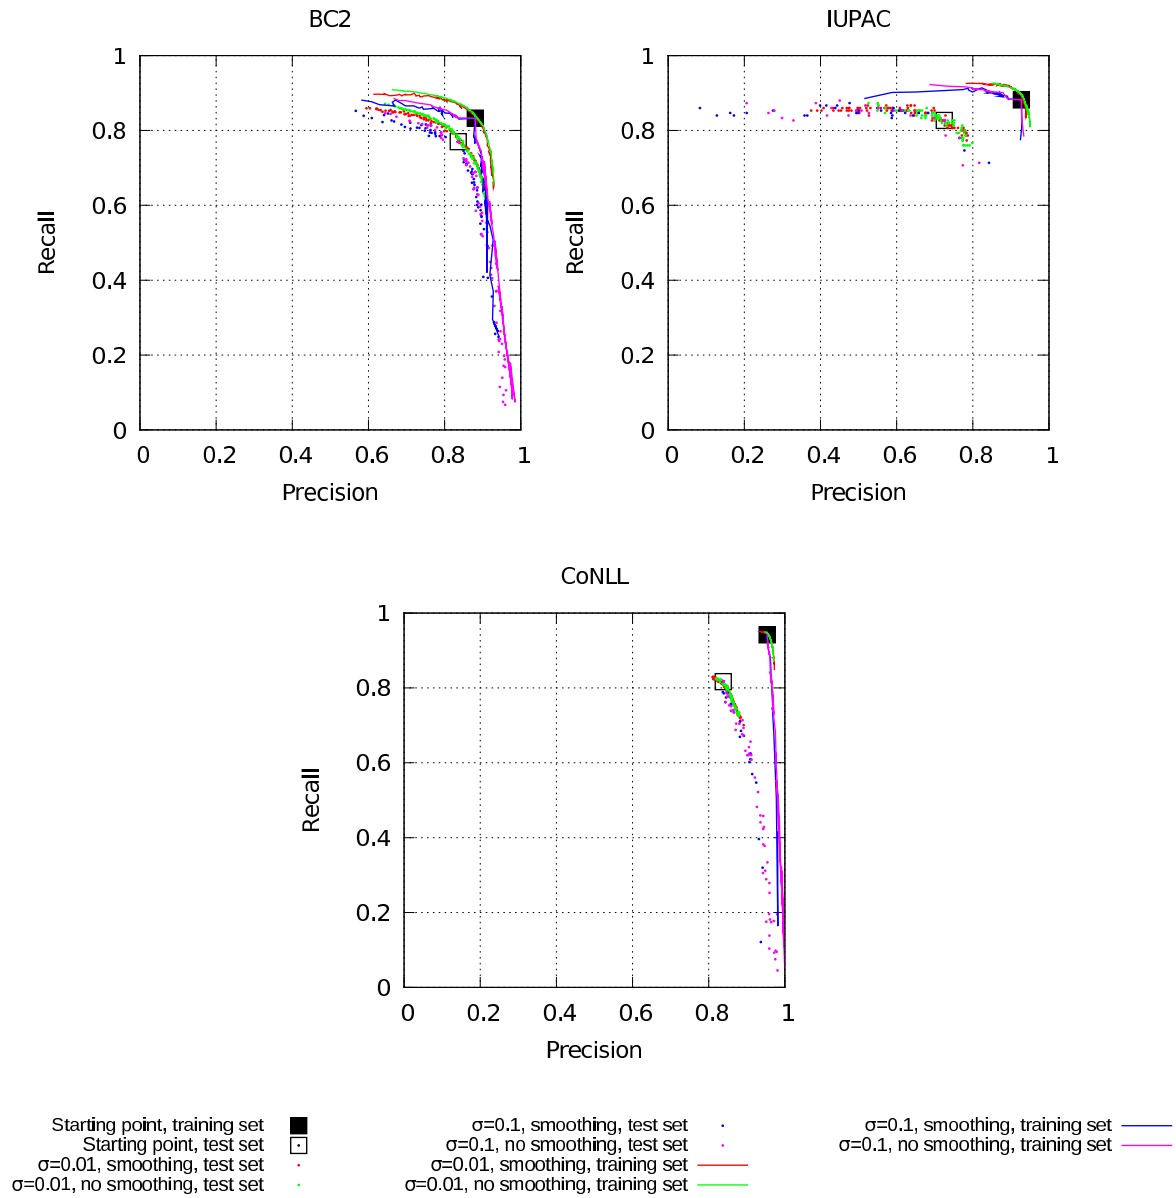 BC2
1
0.8
0.6
0.4
0.2
0
Recall
0 0.2 0.4 0.6 0.8 1
Precision
IUPAC
1
0.8
0.6
0.4
0.2
0
Recall
0 0.2 0.4 0.6 0.8 1
Precision
CoNLL
1
0.8
0.6
0.4
0.2
0
Recall
0 0.2 0.4 0.6 0.8 1
Precision
Starting point, training set
Starting point, test set
σ=0.01, smoothing, test set
σ=0.01, no smoothing, test set
σ=0.1, smoothing, test set
σ=0.1, no smoothing, test set
σ=0.01, smoothing, training set
σ=0.01, no smoothing, training set
σ=0.1, smoothing, training set
σ=0.1, no smoothing, training set